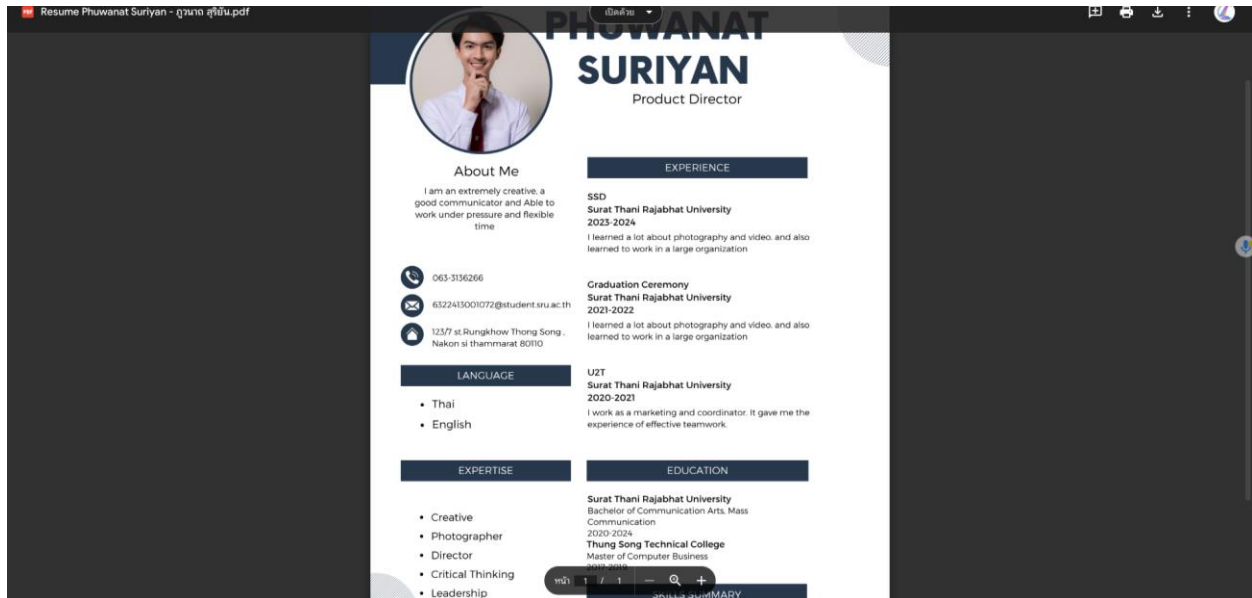 Resume Phuwanat Suriyan - ภูวนาถ สุริยัน.pdf
เปิดด้วย
PHUWANAT
SURIYAN
Product Director
About Me
I am an extremely creative, a
good communicator and Able to
work under pressure and flexible
time
063-3136266
6322413001072@student.sru.ac.th
123/7 st.Rungkhow Thong Song ,
Nakon si thammarat 80110
LANGUAGE
• Thai
• English
EXPERTISE
• Creative
• Photographer
• Director
• Critical Thinking
• Leadership
EXPERIENCE
SSD
Surat Thani Rajabhat University
2023-2024
I learned a lot about photography and video. and also
learned to work in a large organization
Graduation Ceremony
Surat Thani Rajabhat University
2021-2022
I learned a lot about photography and video. and also
learned to work in a large organization
U2T
Surat Thani Rajabhat University
2020-2021
I work as a marketing and coordinator. It gave me the
experience of effective teamwork.
EDUCATION
Surat Thani Rajabhat University
Bachelor of Communication Arts, Mass
Communication
2020-2024
Thung Song Technical College
Master of Computer Business
2017-2019
SKILLS SUMMARY
หน้า 1 / 1